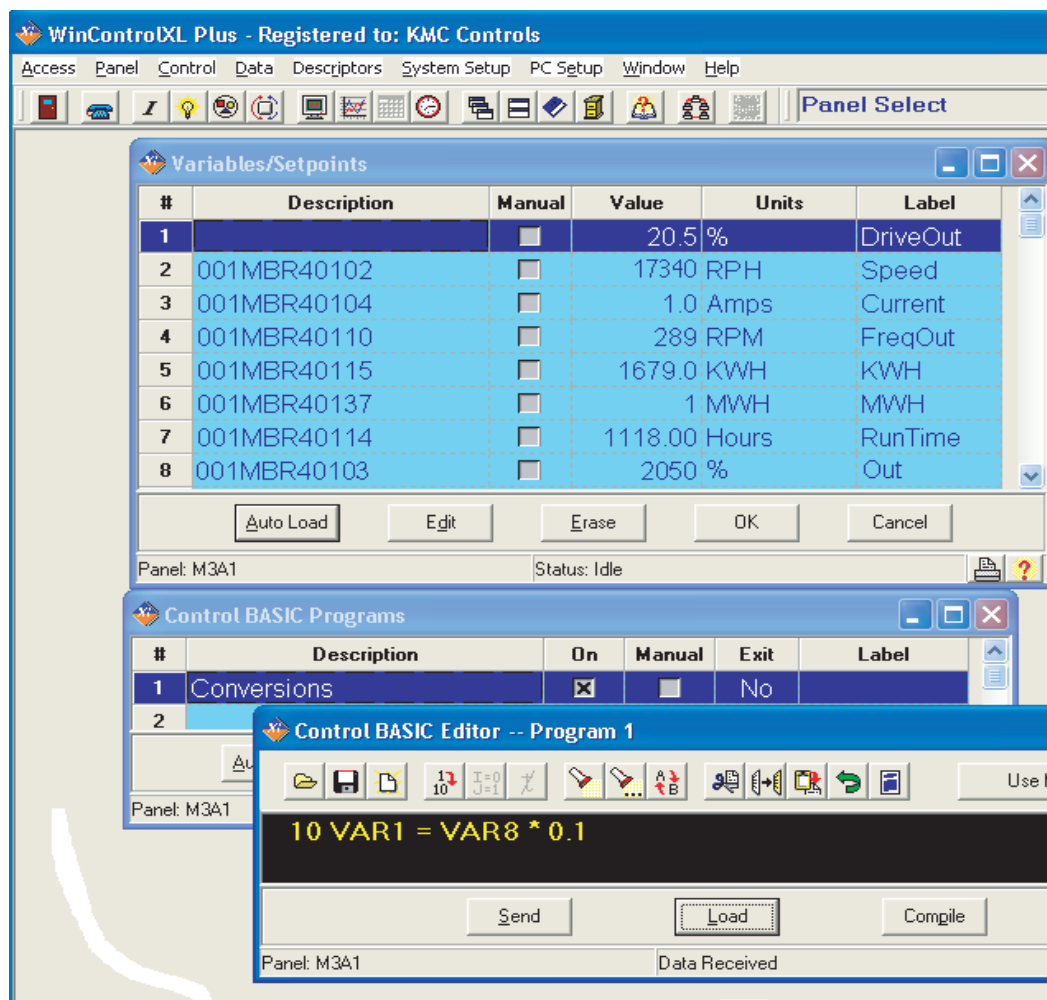 WinControlXL Plus - Registered to: KMC Controls
Access Panel Control Data Descriptors System Setup PC Setup Window Help
Panel Select
Variables/Setpoints
# Description Manual Value Units Label
1 20.5 % DriveOut
2 001MBR40102 17340 RPH Speed
3 001MBR40104 1.0 Amps Current
4 001MBR40110 289 RPM FreqOut
5 001MBR40115 1679.0 KWH KWH
6 001MBR40137 1 MWH MWH
7 001MBR40114 1118.00 Hours RunTime
8 001MBR40103 2050 % Out
Auto Load Edit Erase OK Cancel
Panel: M3A1 Status: Idle
Control BASIC Programs
# Description On Manual Exit Label
1 Conversions No
2
Au
Panel: M3A1
Control BASIC Editor -- Program 1
Use
10 VAR1 = VAR8 * 0.1
Send Load Compile
Panel: M3A1 Data Received